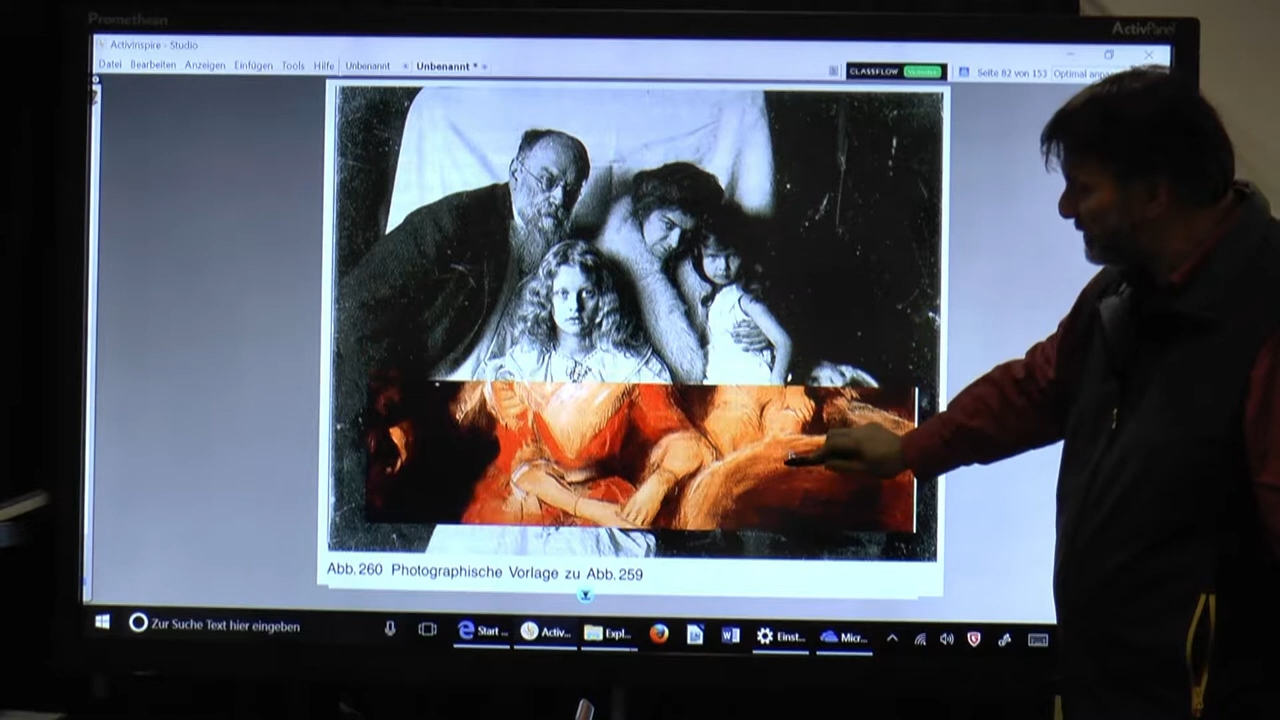 Promethean
ActivPanel
ActivInspire - Studio
Datei Bearbeiten Anzeigen Einfügen Tools Hilfe Unbenannt Unbenannt * CLASSFLOW Seite 82 von 153 Optimal
Abb. 260 Photographische Vorlage zu Abb. 259
Zur Suche Text hier eingeben Start ... Activ... Expl... Einst... Micr...